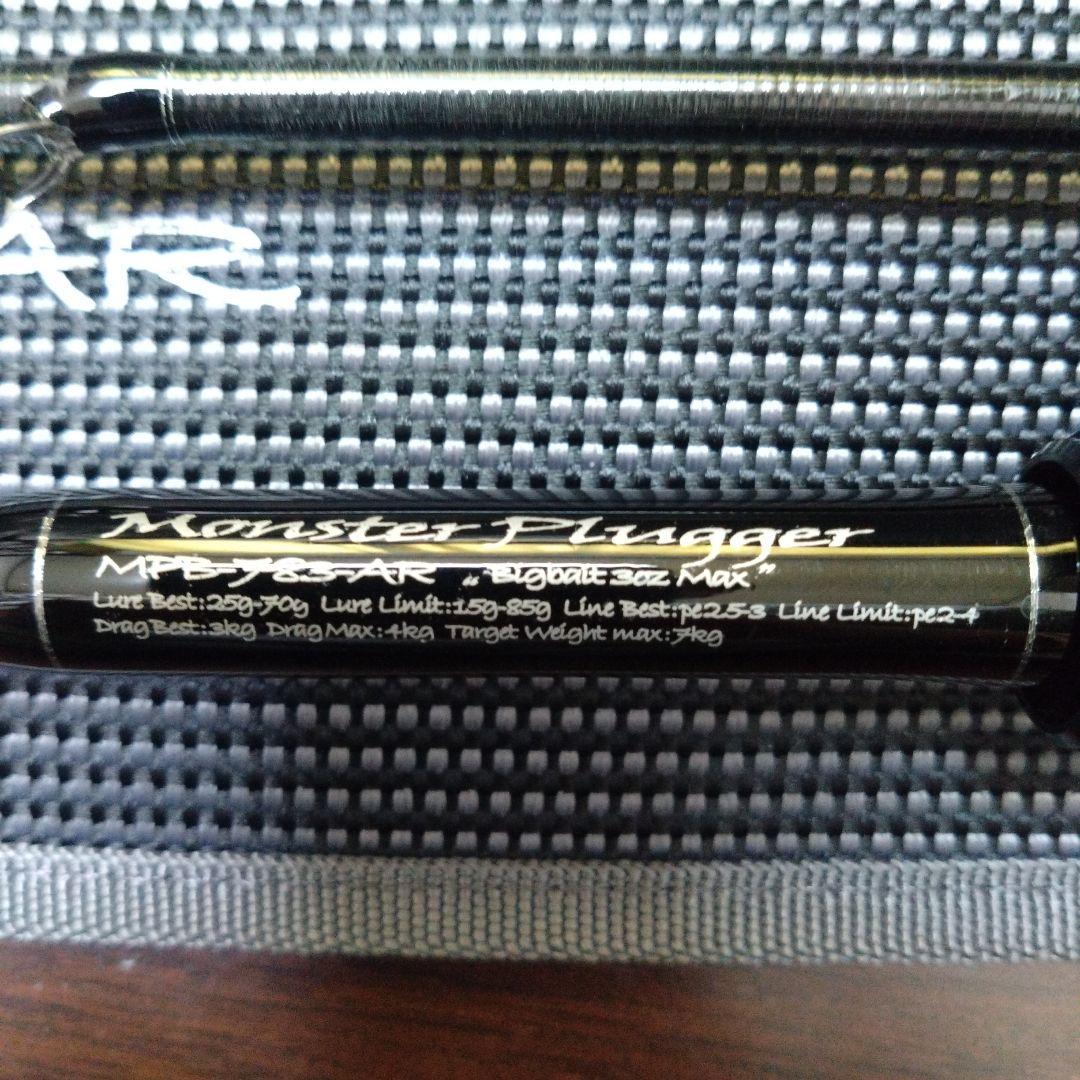 AR
Monster Plugger
MPB-783-AR "Bigbait 3oz Max"
Lure Best:25g-70g Lure Limit:15g-85g Line Best:pe2.5-3 Line Limit:pe2-4
Drag Best:3kg Drag Max:4kg Target Weight max:7kg